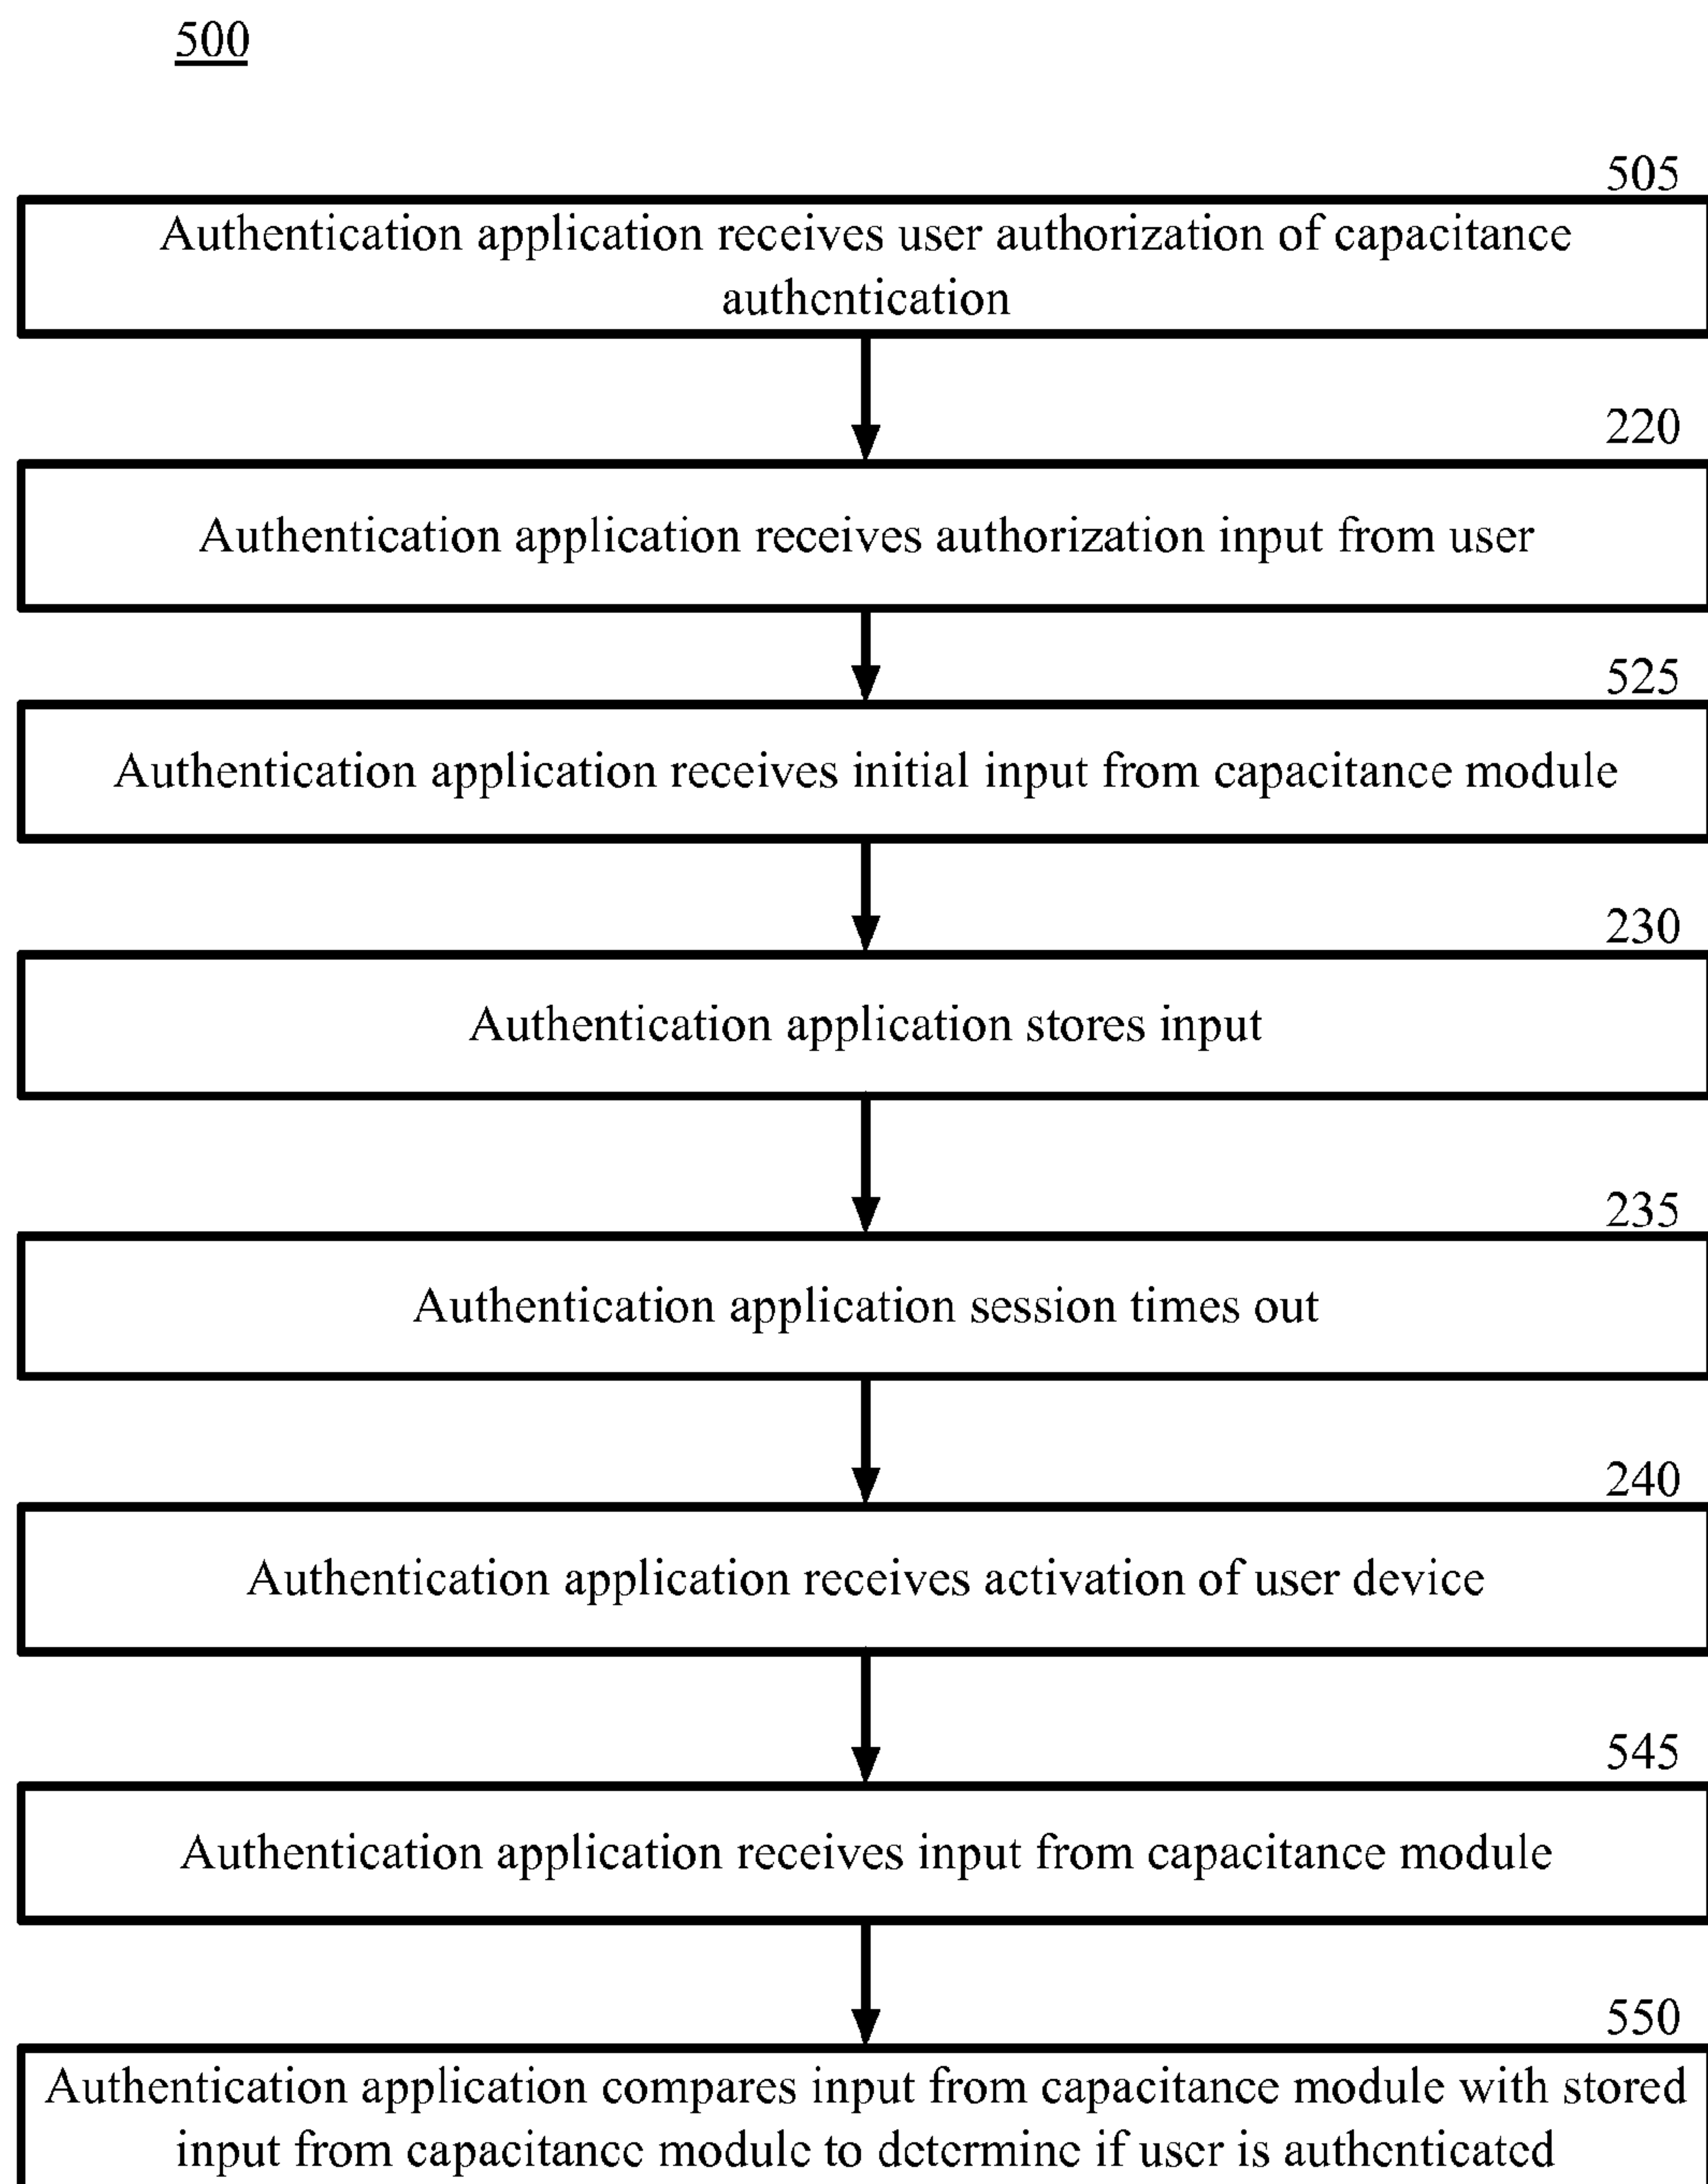 500
505
Authentication application receives user authorization of capacitance
authentication
220
Authentication application receives authorization input from user
525
Authentication application receives initial input from capacitance module
230
Authentication application stores input
235
Authentication application session times out
240
Authentication application receives activation of user device
545
Authentication application receives input from capacitance module
550
Authentication application compares input from capacitance module with stored
input from capacitance module to determine if user is authenticated